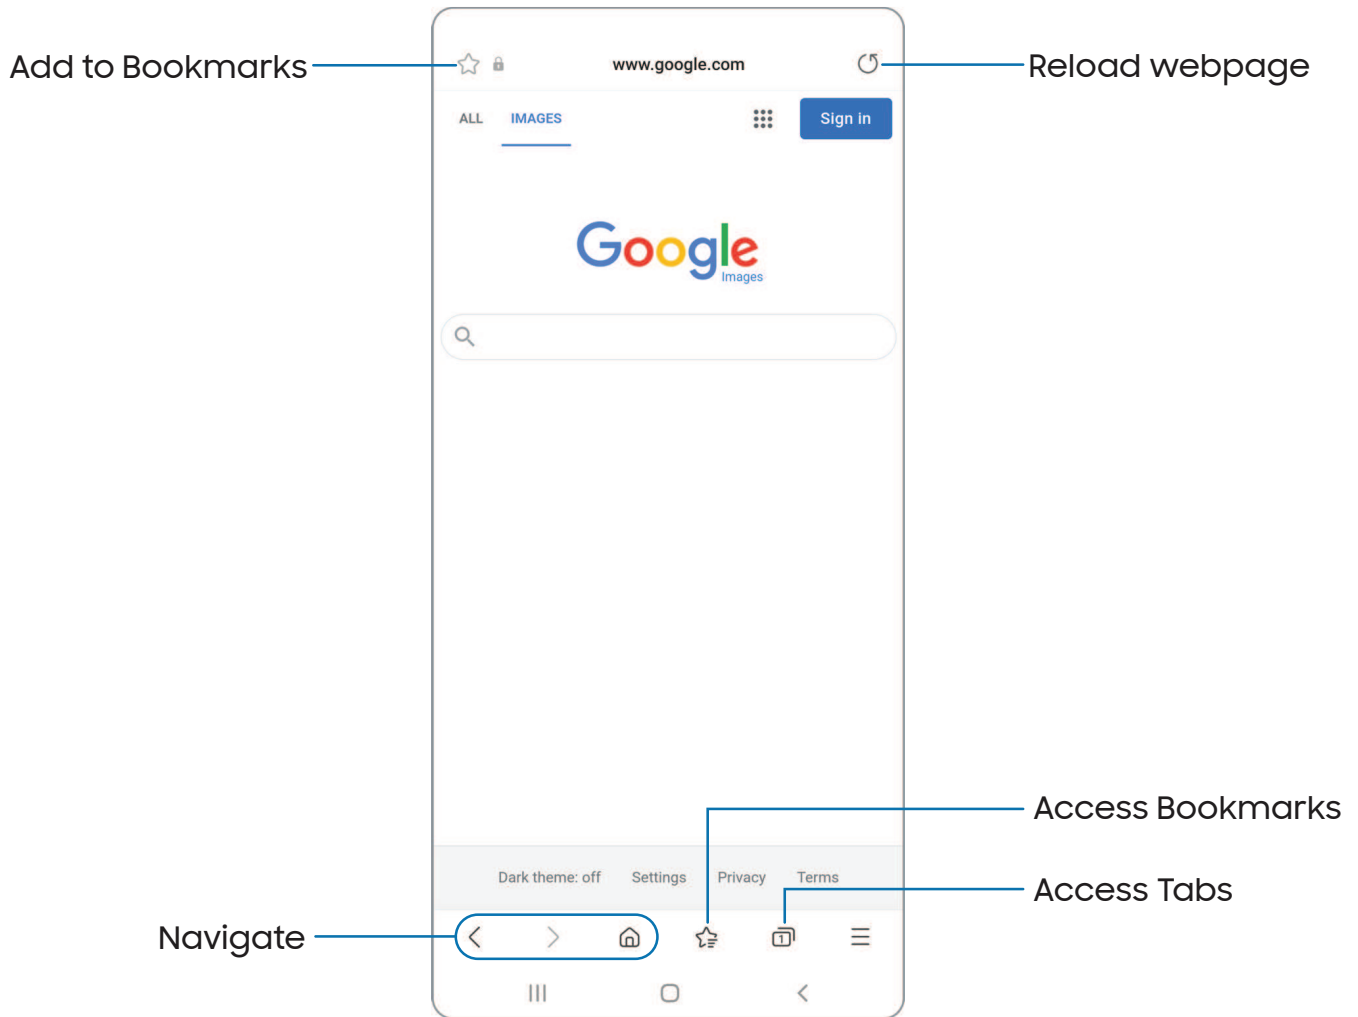 Add to Bookmarks
www.google.com
Reload webpage
ALL IMAGES
Sign in
Google
Images
Access Bookmarks
Dark theme: off Settings Privacy Terms
Access Tabs
Navigate
1